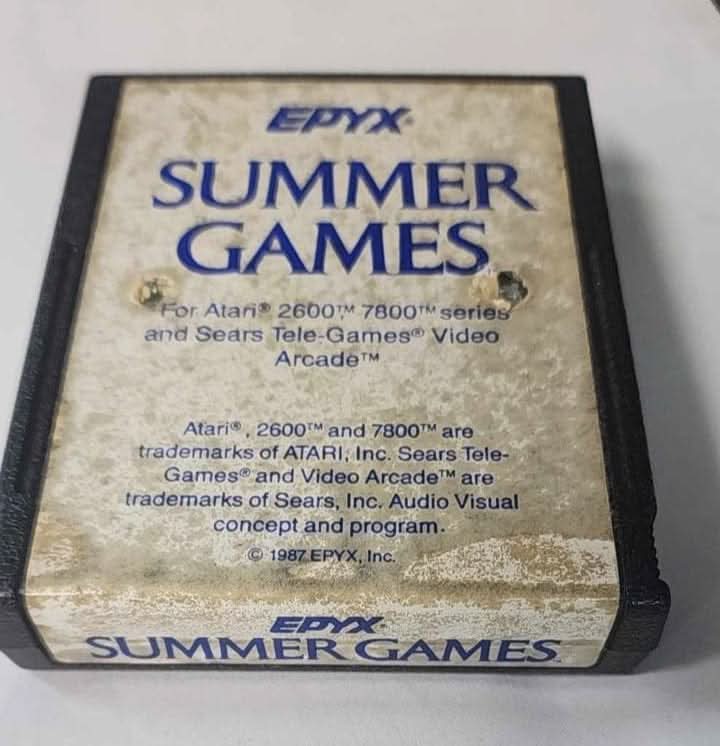 EPYX®
SUMMER
GAMES
For Atari® 2600™ 7800™ series
and Sears Tele-Games® Video
Arcade™
Atari®, 2600™ and 7800™ are
trademarks of ATARI, Inc. Sears Tele-
Games® and Video Arcade™ are
trademarks of Sears, Inc. Audio Visual
concept and program.
© 1987 EPYX, Inc.
EPYX
SUMMER GAMES